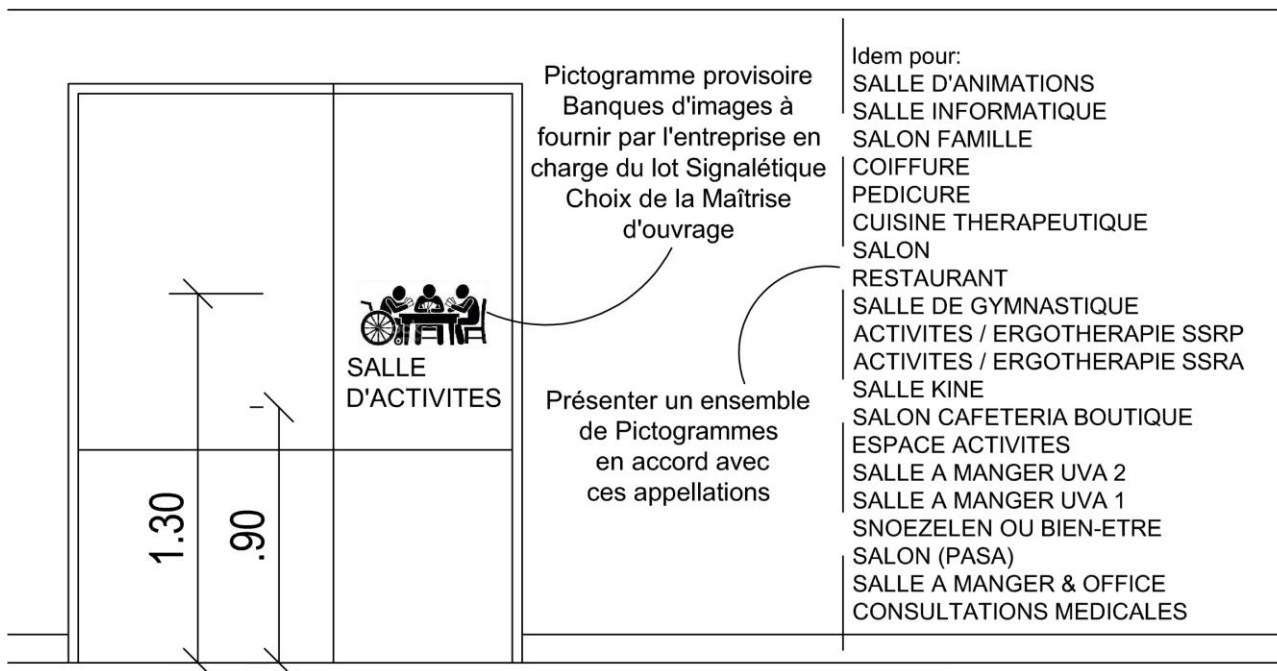 Pictogramme provisoire
Banques d'images à
fournir par l'entreprise en
charge du lot Signalétique
Choix de la Maîtrise
d'ouvrage
SALLE
D'ACTIVITES
1.30
.90
Présenter un ensemble
de Pictogrammes
en accord avec
ces appellations
Idem pour:
SALLE D'ANIMATIONS
SALLE INFORMATIQUE
SALON FAMILLE
COIFFURE
PEDICURE
CUISINE THERAPEUTIQUE
SALON
RESTAURANT
SALLE DE GYMNASTIQUE
ACTIVITES / ERGOTHERAPIE SSRP
ACTIVITES / ERGOTHERAPIE SSRA
SALLE KINE
SALON CAFETERIA BOUTIQUE
ESPACE ACTIVITES
SALLE A MANGER UVA 2
SALLE A MANGER UVA 1
SNOEZELEN OU BIEN-ETRE
SALON (PASA)
SALLE A MANGER & OFFICE
CONSULTATIONS MEDICALES